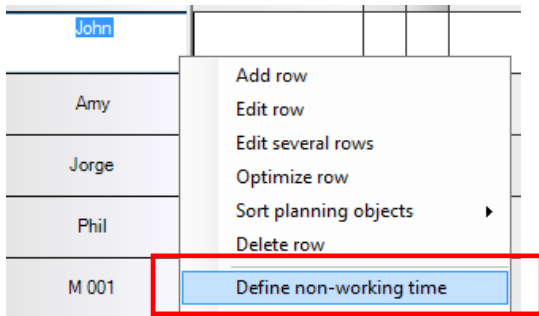 John
Amy
Jorge
Phil
M 001
Add row
Edit row
Edit several rows
Optimize row
Sort planning objects
Delete row
Define non-working time